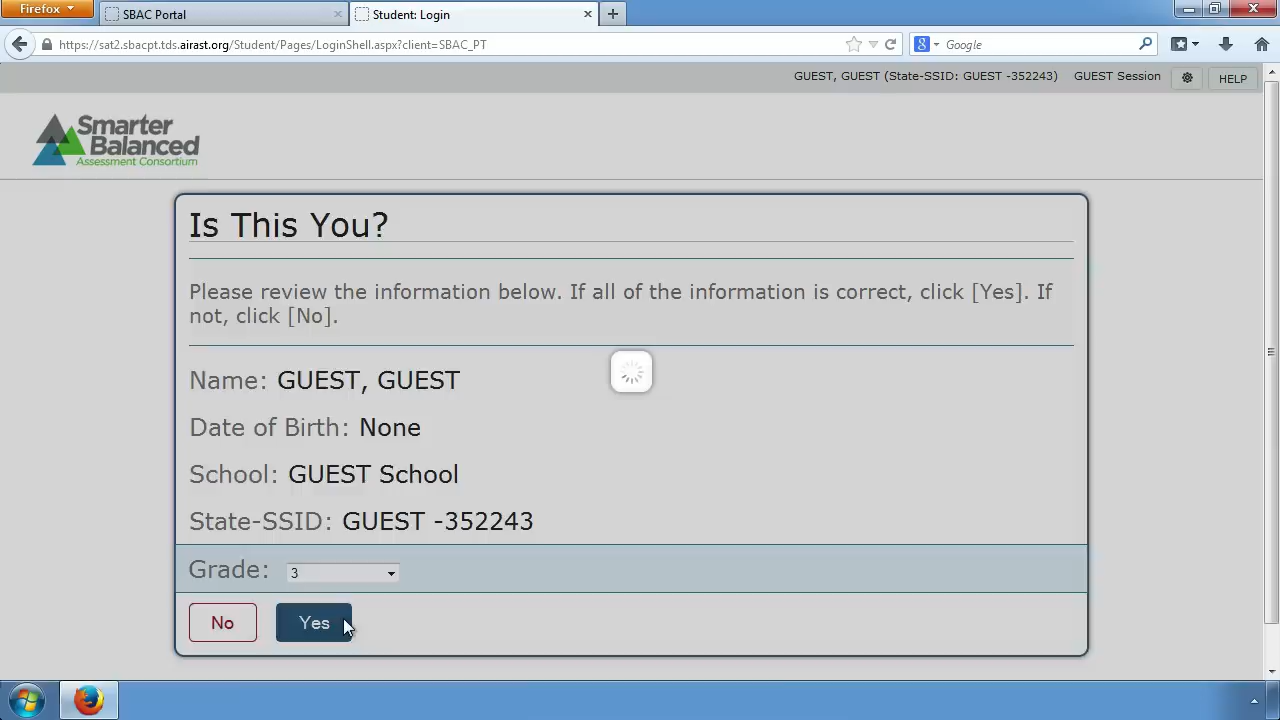 Firefox
SBAC Portal
Student: Login
https://sat2.sbacpt.tds.airast.org/Student/Pages/LoginShell.aspx?client=SBAC_PT
Google
GUEST, GUEST (State-SSID: GUEST -352243)
GUEST Session
HELP
Smarter
Balanced
Assessment Consortium
Is This You?
Please review the information below. If all of the information is correct, click [Yes]. If
not, click [No].
Name: GUEST, GUEST
Date of Birth: None
School: GUEST School
State-SSID: GUEST -352243
Grade: 3
No
Yes